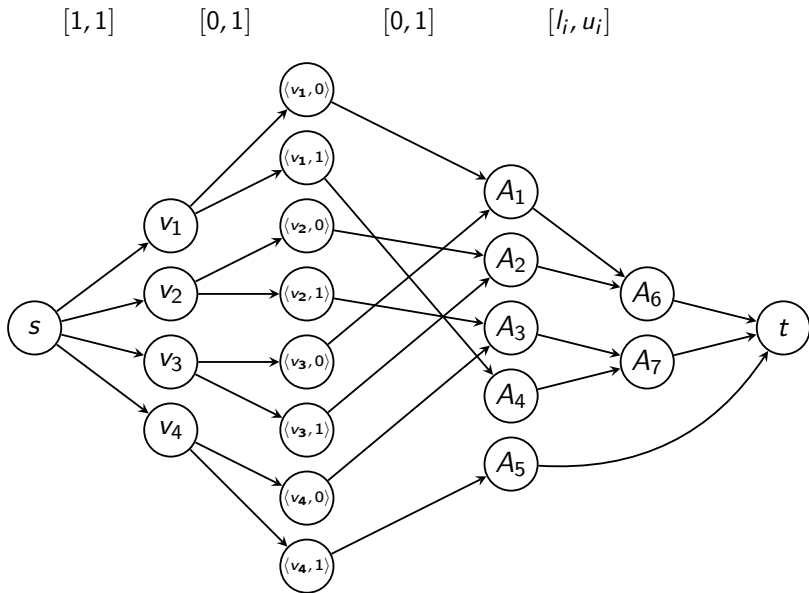 [1, 1] [0, 1] [0, 1] [l_i, u_i]
⟨v₁, 0⟩
⟨v₁, 1⟩
A₁
v₁
⟨v₂, 0⟩
A₂
v₂
⟨v₂, 1⟩
A₆
s
A₃
t
v₃
⟨v₃, 0⟩
A₇
A₄
v₄
⟨v₃, 1⟩
A₅
⟨v₄, 0⟩
⟨v₄, 1⟩